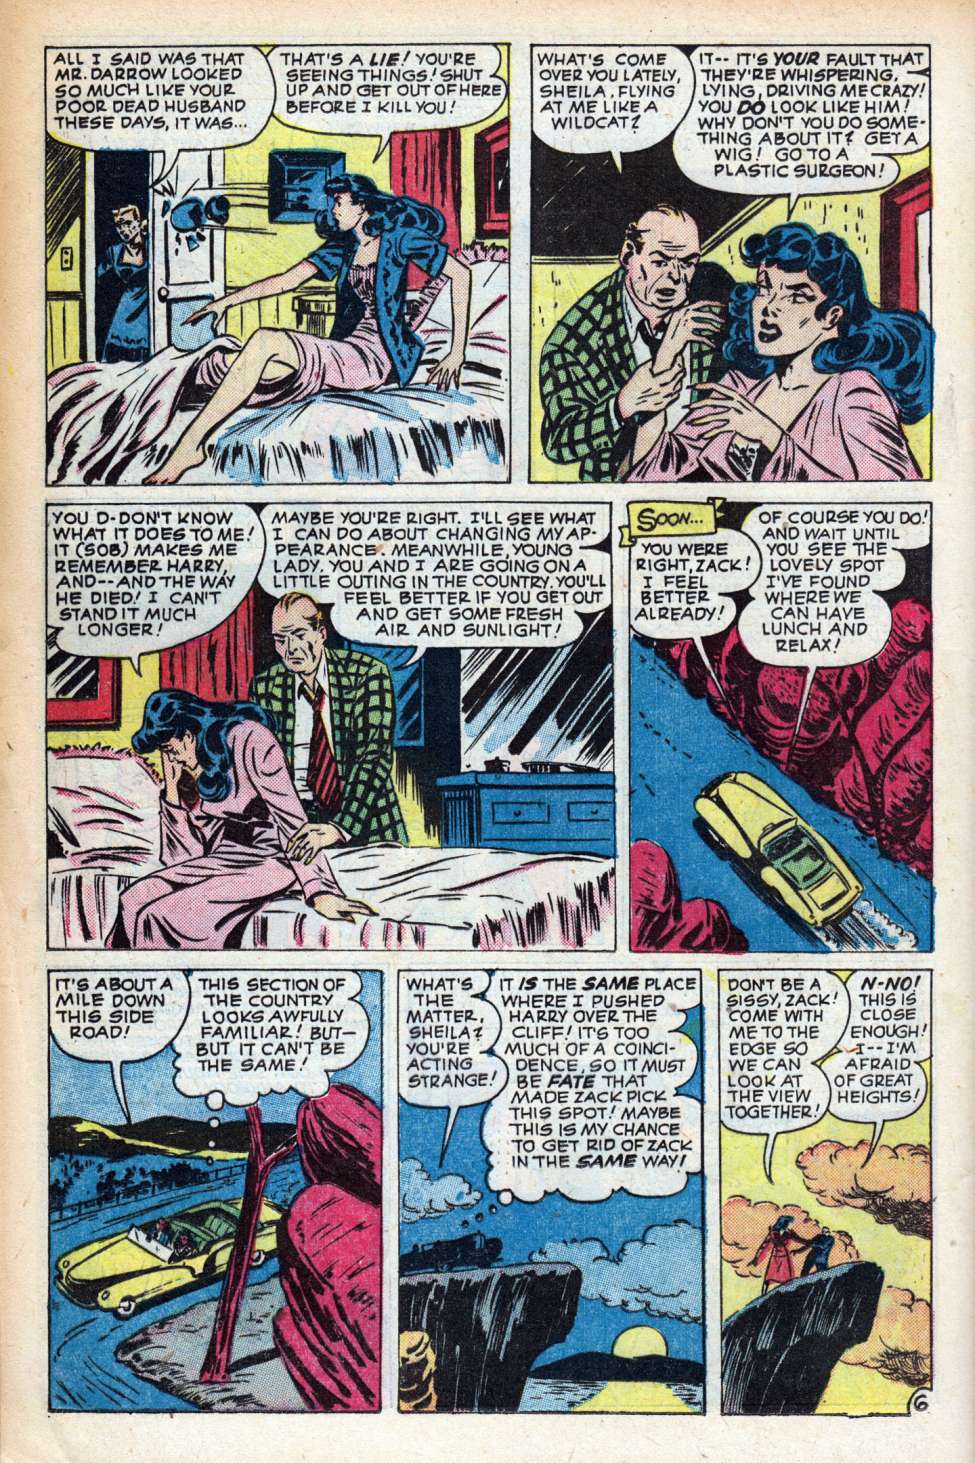 ALL I SAID WAS THAT
MR. DARROW LOOKED
SO MUCH LIKE YOUR
POOR DEAD HUSBAND
THESE DAYS, IT WAS...
THAT'S A LIE! YOU'RE
SEEING THINGS! SHUT
UP AND GET OUT OF HERE
BEFORE I KILL YOU!
WHAT'S COME
OVER YOU LATELY,
SHEILA, FLYING
AT ME LIKE A
WILDCAT?
IT-- IT'S YOUR FAULT THAT
THEY'RE WHISPERING,
LYING, DRIVING ME CRAZY!
YOU DO LOOK LIKE HIM!
WHY DON'T YOU DO SOME-
THING ABOUT IT? GET A
WIG! GO TO A
PLASTIC SURGEON!
YOU D-DON'T KNOW
WHAT IT DOES TO ME!
IT (SOB) MAKES ME
REMEMBER HARRY,
AND--AND THE WAY
HE DIED! I CAN'T
STAND IT MUCH
LONGER!
MAYBE YOU'RE RIGHT. I'LL SEE WHAT
I CAN DO ABOUT CHANGING MY AP-
PEARANCE. MEANWHILE, YOUNG
LADY, YOU AND I ARE GOING ON A
LITTLE OUTING IN THE COUNTRY. YOU'LL
FEEL BETTER IF YOU GET OUT
AND GET SOME FRESH
AIR AND SUNLIGHT!
SOON...
YOU WERE
RIGHT, ZACK!
I FEEL
BETTER
ALREADY!
OF COURSE YOU DO!
AND WAIT UNTIL
YOU SEE THE
LOVELY SPOT
I'VE FOUND
WHERE WE
CAN HAVE
LUNCH AND
RELAX!
IT'S ABOUT A
MILE DOWN
THIS SIDE
ROAD!
THIS SECTION OF
THE COUNTRY
LOOKS AWFULLY
FAMILIAR! BUT--
BUT IT CAN'T BE
THE SAME!
WHAT'S
THE
MATTER,
SHEILA?
YOU'RE
ACTING
STRANGE!
IT IS THE SAME PLACE
WHERE I PUSHED
HARRY OVER THE
CLIFF! IT'S TOO
MUCH OF A COINCI-
DENCE, SO IT MUST
BE FATE THAT
MADE ZACK PICK
THIS SPOT! MAYBE
THIS IS MY CHANCE
TO GET RID OF ZACK
IN THE SAME WAY!
DON'T BE A
SISSY, ZACK!
COME WITH
ME TO THE
EDGE SO
WE CAN
LOOK AT
THE VIEW
TOGETHER!
N-NO!
THIS IS
CLOSE
ENOUGH!
I--I'M
AFRAID
OF GREAT
HEIGHTS!
6